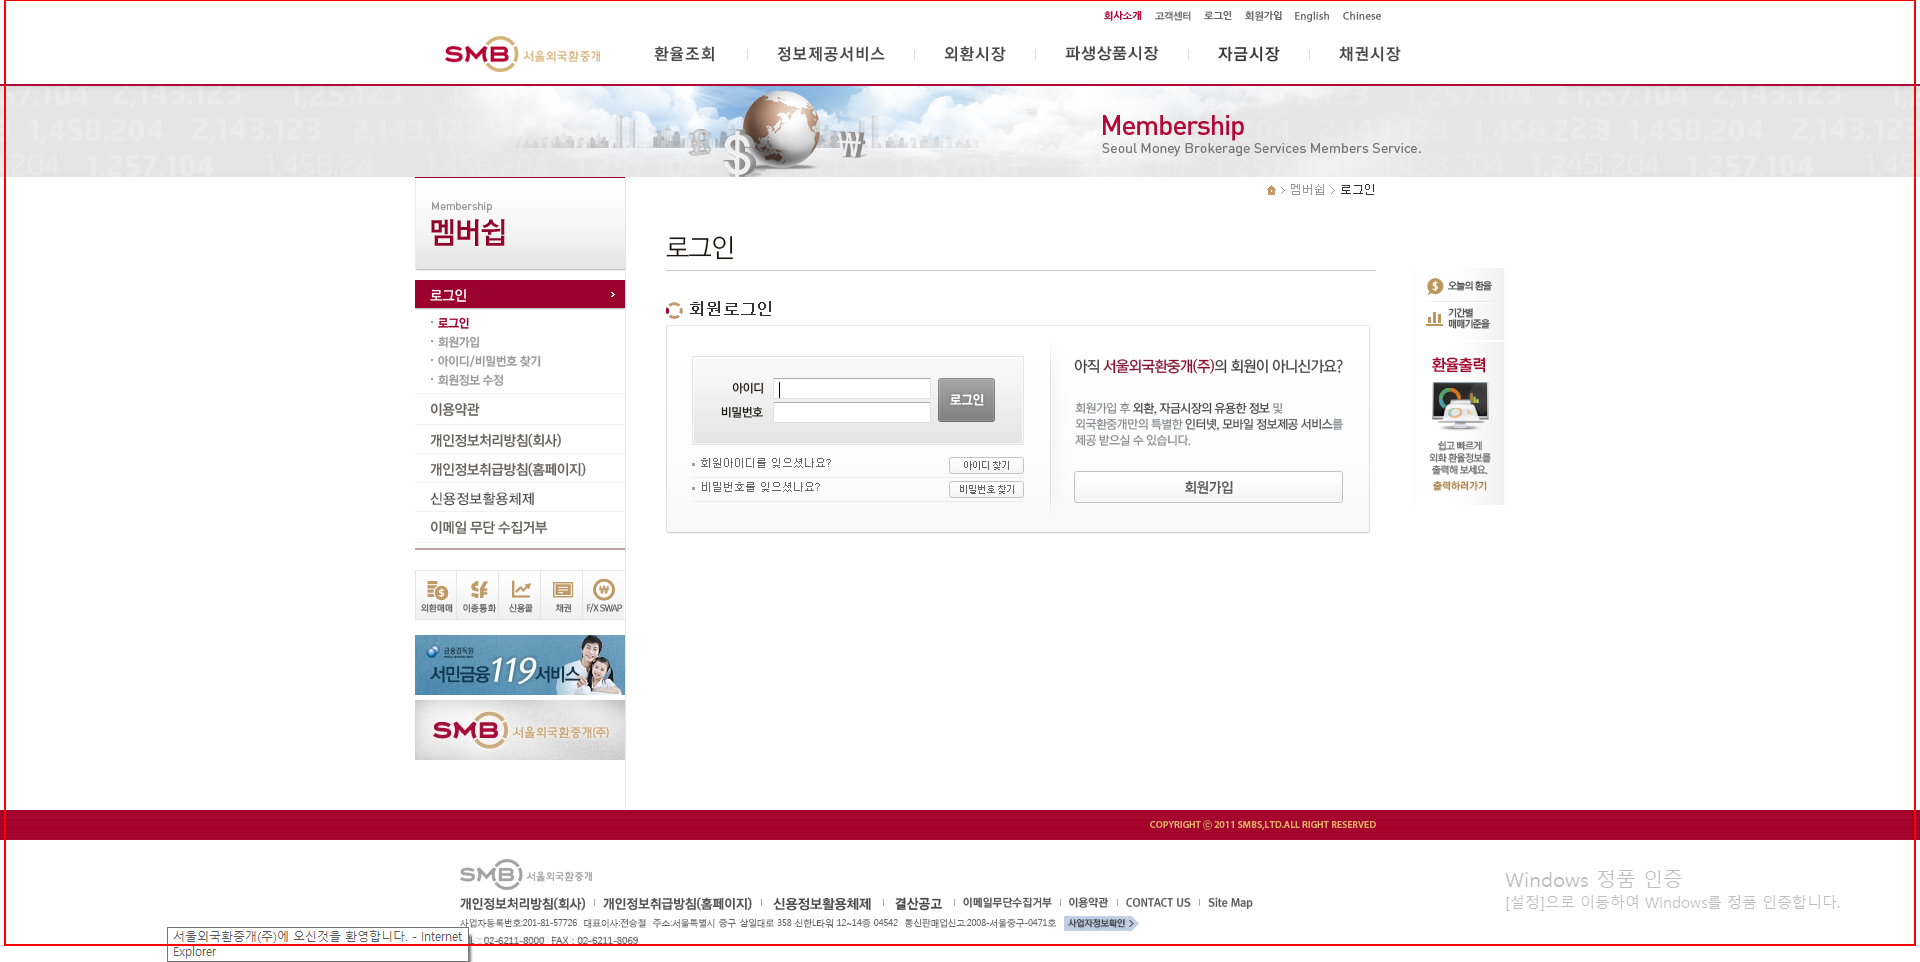 회사소개 고객센터 로그인 회원가입 English Chinese
SMB 서울외국환중개
환율조회 정보제공서비스 외환시장 파생상품시장 자금시장 채권시장
Membership
Seoul Money Brokerage Services Members Service.
1,458.204 2,143.123
1,257.104
Membership
멤버쉽
멤버쉽 로그인
로그인
로그인
로그인
회원가입
아이디/비밀번호 찾기
회원정보 수정
이용약관
개인정보처리방침(회사)
개인정보취급방침(홈페이지)
신용정보활용체제
이메일 무단 수집거부
외환매매 이종통화 신용콜 채권 F/X SWAP
금융감독원
서민금융119서비스
SMB 서울외국환중개(주)
회원로그인
아이디
비밀번호
로그인
회원아이디를 잊으셨나요? 아이디 찾기
비밀번호를 잊으셨나요? 비밀번호 찾기
아직 서울외국환중개(주)의 회원이 아니신가요?
회원가입 후 외환, 자금시장의 유용한 정보 및
외국환중개만의 특별한 인터넷, 모바일 정보제공 서비스를
제공 받으실 수 있습니다.
회원가입
오늘의 환율
기간별
매매기준율
환율출력
쉽고 빠르게
외화 환율정보를
출력해 보세요.
출력하러가기
COPYRIGHT ⓒ 2011 SMBS,LTD.ALL RIGHT RESERVED
SMB 서울외국환중개
개인정보처리방침(회사) 개인정보취급방침(홈페이지) 신용정보활용체제 결산공고 이메일무단수집거부 이용약관 CONTACT US Site Map
사업자등록번호:201-81-57726 대표이사:전승철 주소:서울특별시 중구 삼일대로 358 신한L타워 12~14층 04542 통신판매업신고:2008-서울중구-0471호 사업자정보확인
: 02-6211-8000 FAX : 02-6211-8069
서울외국환중개(주)에 오신것을 환영합니다. - Internet
Explorer
Windows 정품 인증
[설정]으로 이동하여 Windows를 정품 인증합니다.